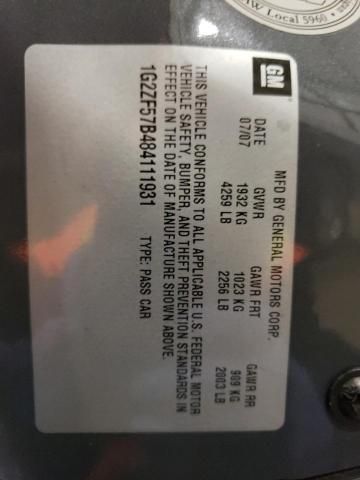 W Local 5960
GM
MFD BY GENERAL MOTORS CORP.
DATE GVWR GAWR FRT GAWR RR
07/07 1932 KG 1023 KG 909 KG
4259 LB 2256 LB 2003 LB
THIS VEHICLE CONFORMS TO ALL APPLICABLE U.S. FEDERAL MOTOR
VEHICLE SAFETY, BUMPER, AND THEFT PREVENTION STANDARDS IN
EFFECT ON THE DATE OF MANUFACTURE SHOWN ABOVE.
1G2ZF57B484111931 TYPE: PASS CAR